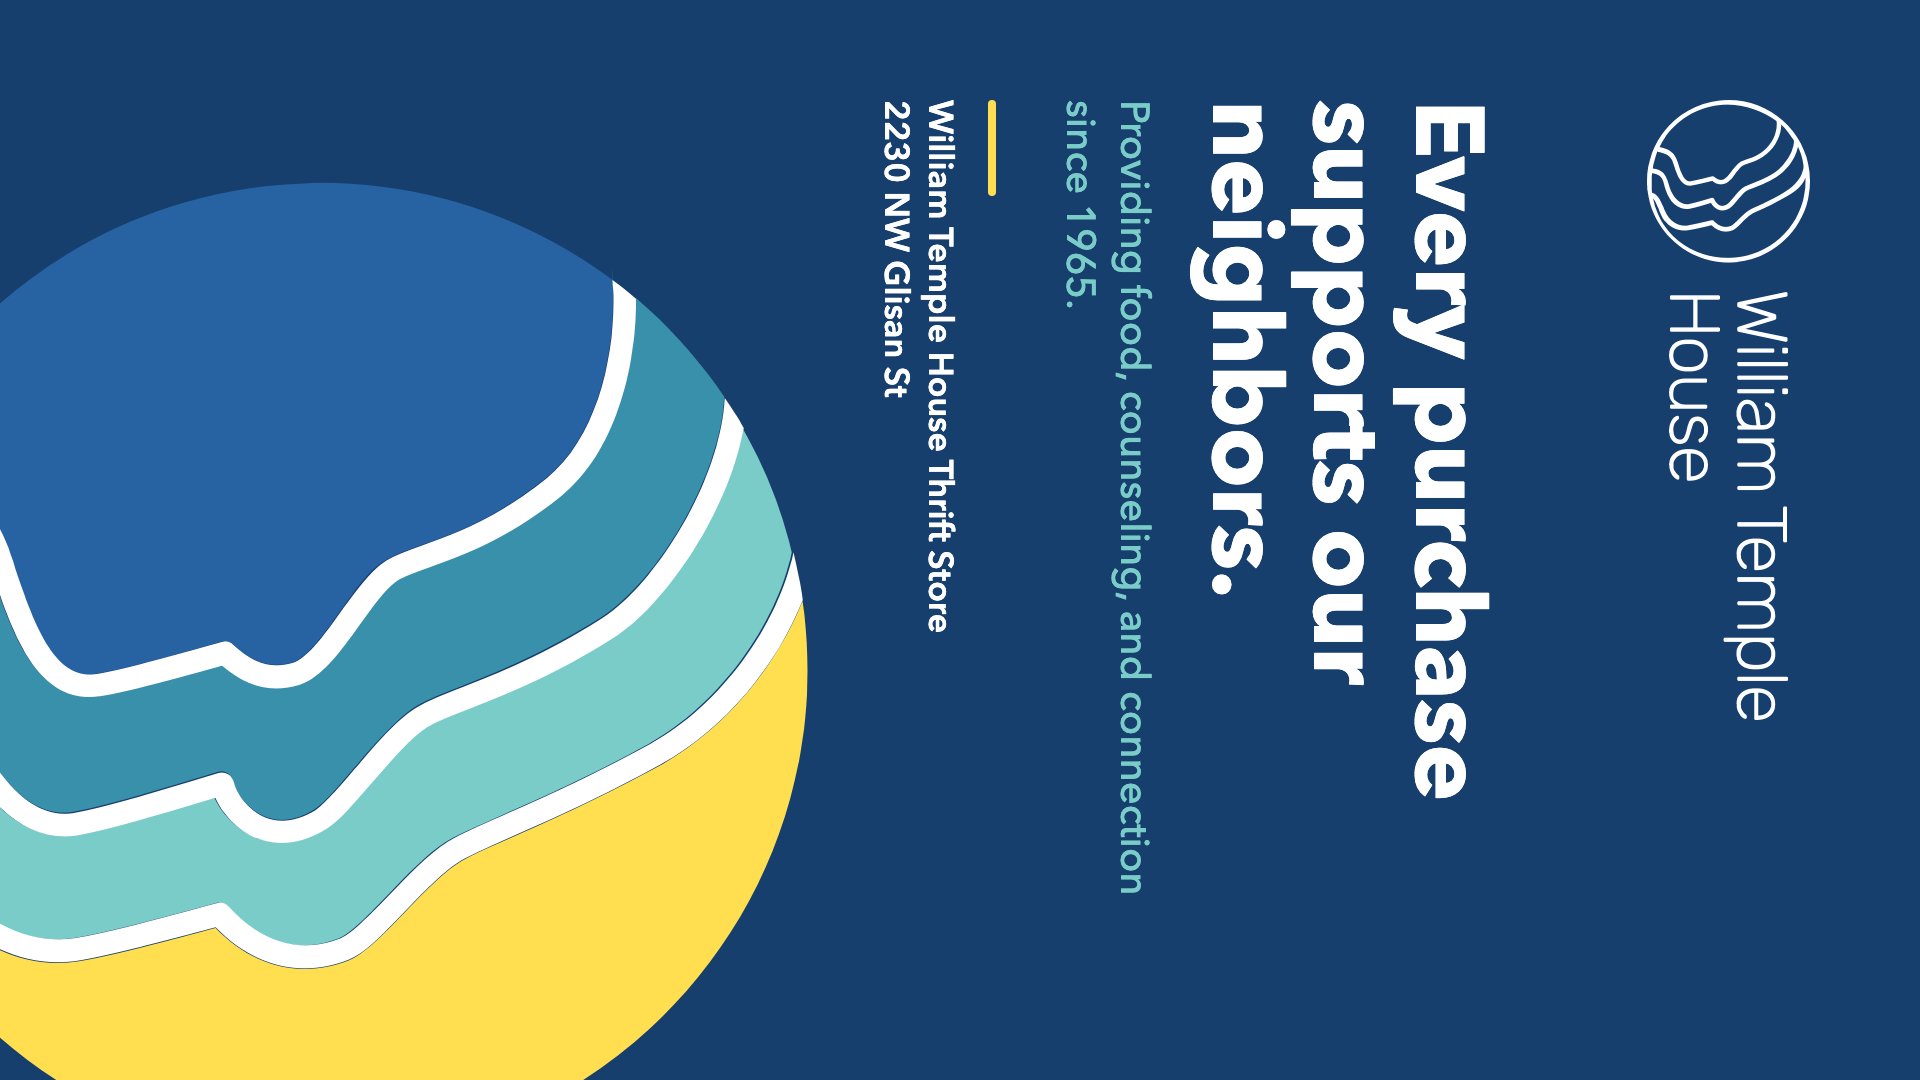 William Temple
House
Every purchase
supports our
neighbors.
Providing food, counseling, and connection
since 1965.
William Temple House Thrift Store
2230 NW Glisan St